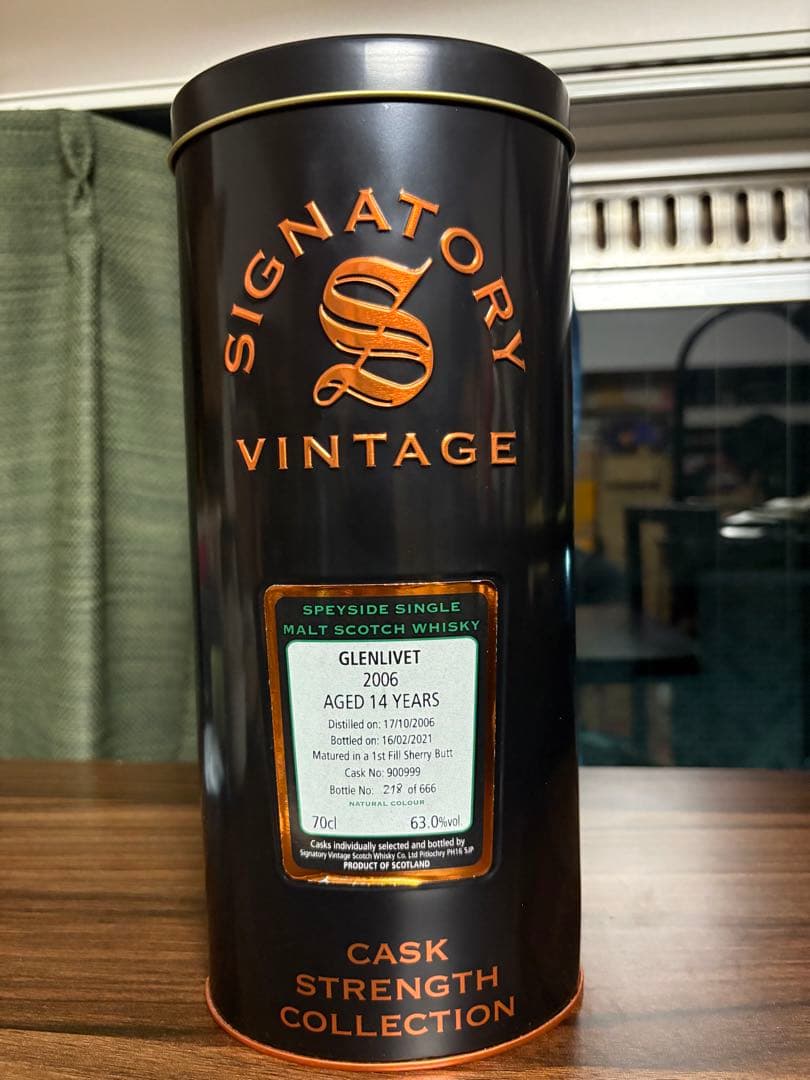 SIGNATORY
S
VINTAGE
SPEYSIDE SINGLE
MALT SCOTCH WHISKY
GLENLIVET
2006
AGED 14 YEARS
Distilled on: 17/10/2006
Bottled on: 16/02/2021
Matured in a 1st Fill Sherry Butt
Cask No: 900999
Bottle No: 218 of 666
NATURAL COLOUR
70cl 63.0%vol
Casks individually selected and bottled by
Signatory Vintage Scotch Whisky Co. Ltd Pitlochry PH16 5JP
PRODUCT OF SCOTLAND
CASK
STRENGTH
COLLECTION